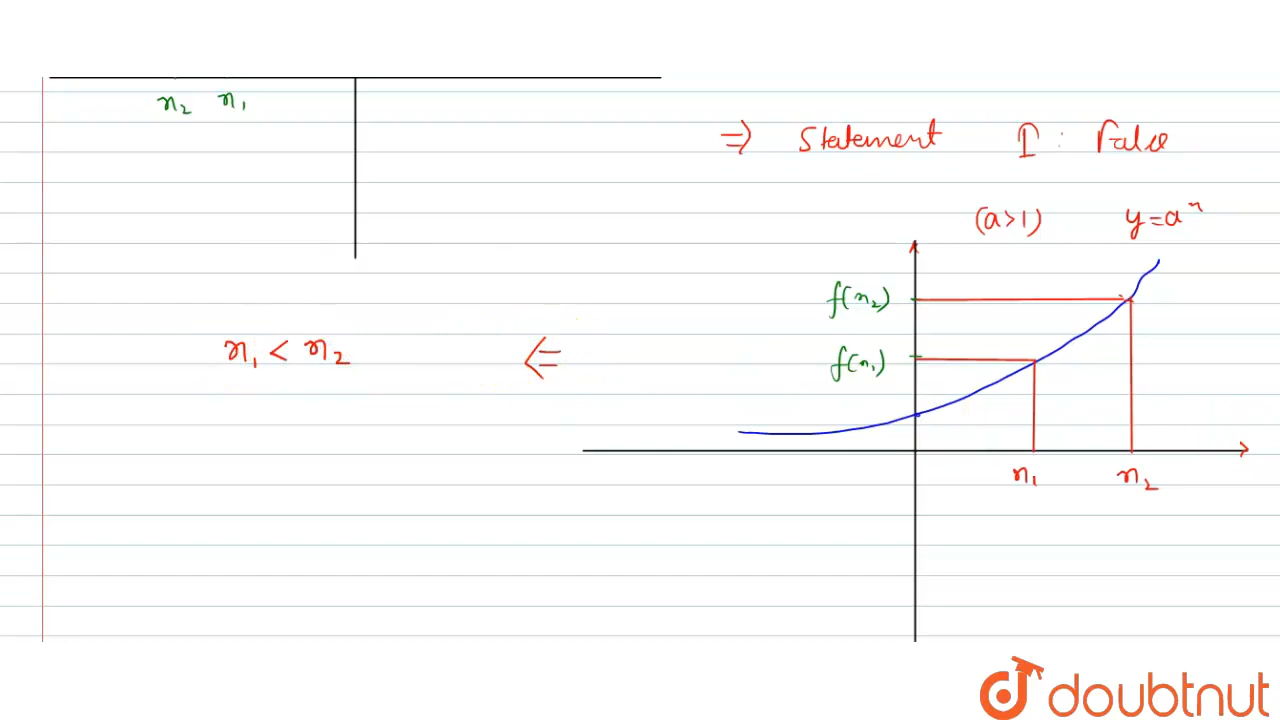 x₂ x₁
⇒ Statement I : False
(a>1) y=aˣ
f(x₂)
x₁ < x₂ ⇐ f(x₁)
x₁ x₂
doubtnut